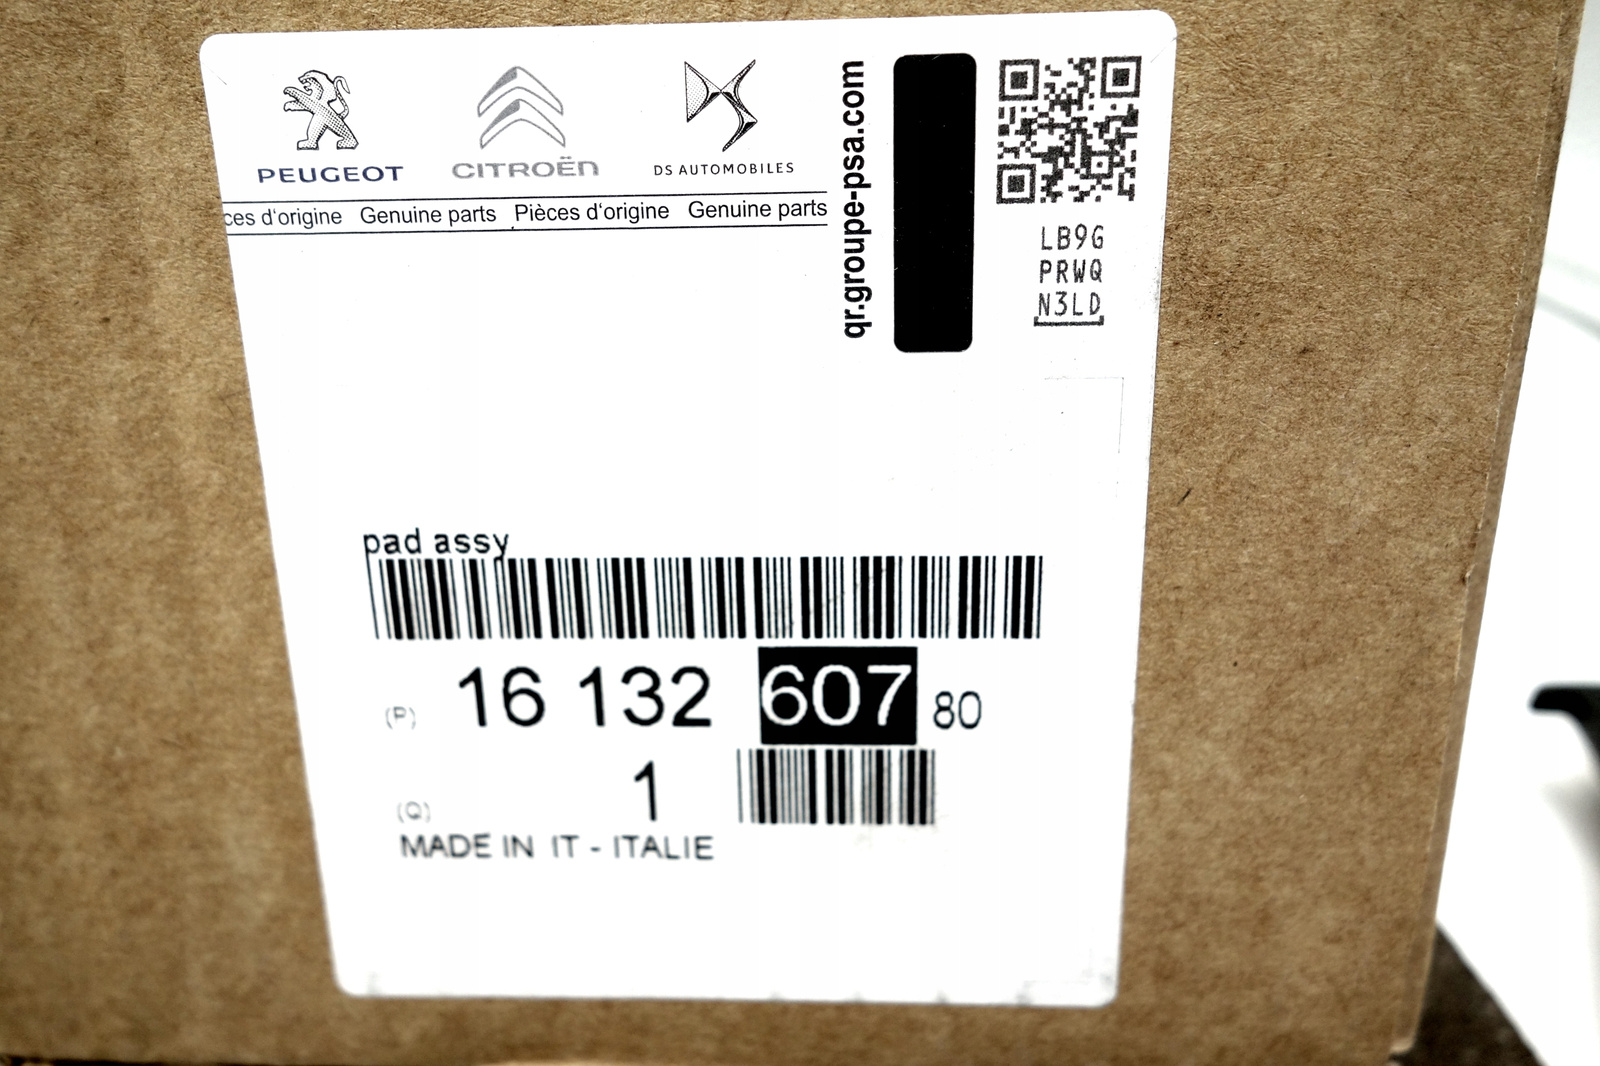 PEUGEOT
CITROËN
DS AUTOMOBILES
ces d'origine Genuine parts Pièces d'origine Genuine parts
qr.groupe-psa.com
LB9G
PRWQ
N3LD
pad assy
(P) 16 132 607 80
(Q) 1
MADE IN IT - ITALIE